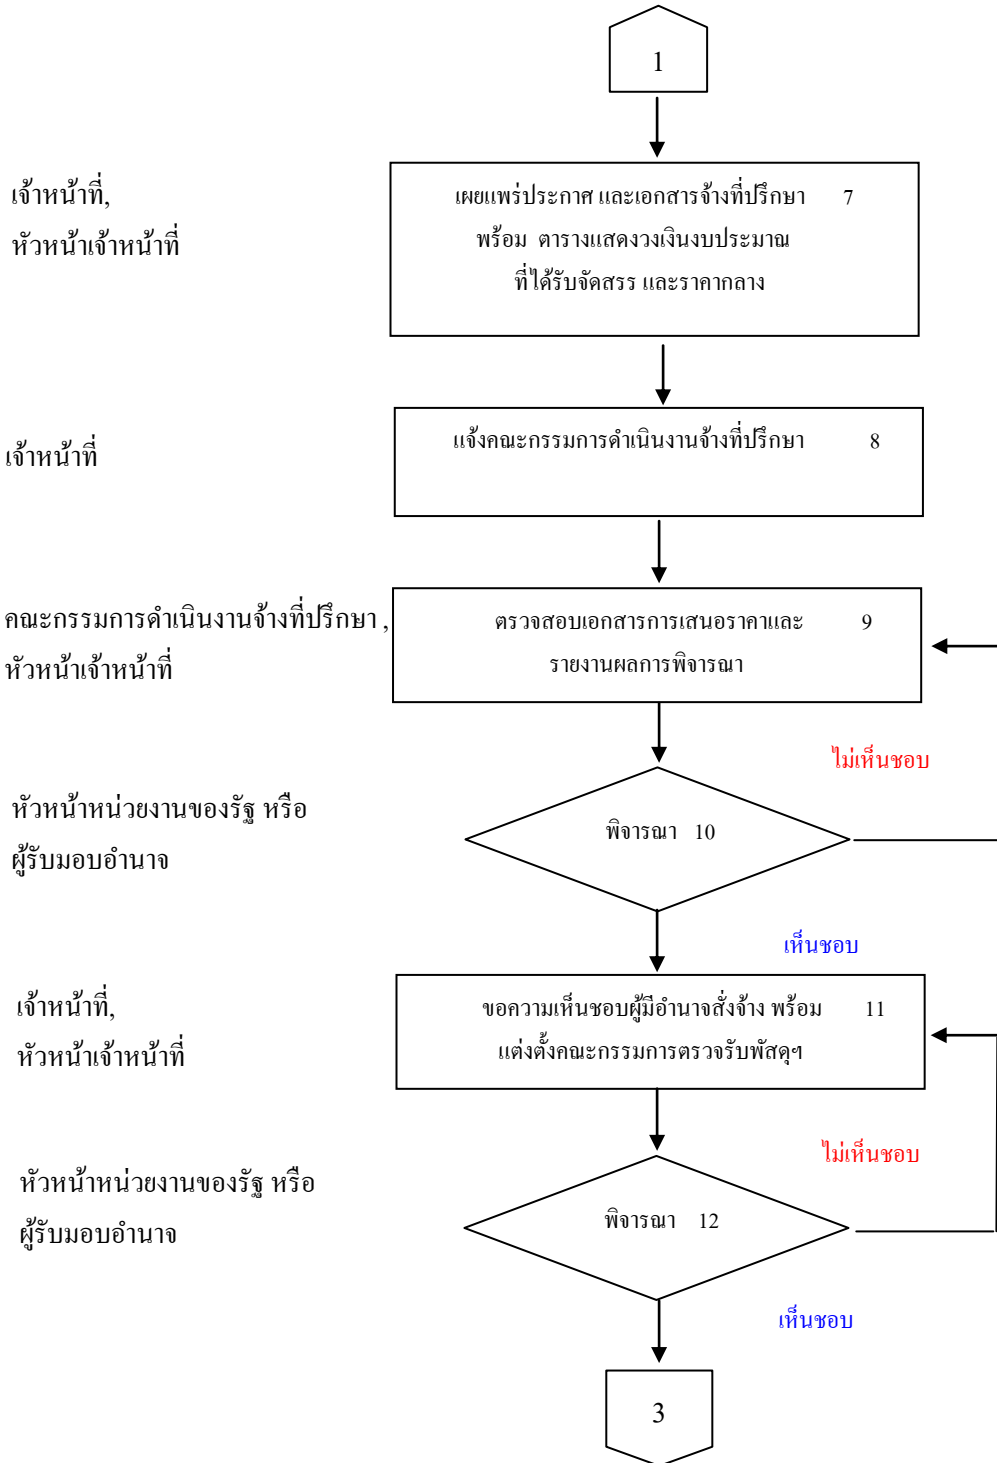 1
เจ้าหน้าที่,
หัวหน้าเจ้าหน้าที่
เผยแพร่ประกาศ และเอกสารจ้างที่ปรึกษา 7
พร้อม ตารางแสดงวงเงินงบประมาณ
ที่ได้รับจัดสรร และราคากลาง
เจ้าหน้าที่
แจ้งคณะกรรมการดำเนินงานจ้างที่ปรึกษา 8
คณะกรรมการดำเนินงานจ้างที่ปรึกษา ,
หัวหน้าเจ้าหน้าที่
ตรวจสอบเอกสารการเสนอราคาและ 9
รายงานผลการพิจารณา
ไม่เห็นชอบ
หัวหน้าหน่วยงานของรัฐ หรือ
ผู้รับมอบอำนาจ
พิจารณา 10
เห็นชอบ
เจ้าหน้าที่,
หัวหน้าเจ้าหน้าที่
ขอความเห็นชอบผู้มีอำนาจสั่งจ้าง พร้อม 11
แต่งตั้งคณะกรรมการตรวจรับพัสดุฯ
ไม่เห็นชอบ
หัวหน้าหน่วยงานของรัฐ หรือ
ผู้รับมอบอำนาจ
พิจารณา 12
เห็นชอบ
3